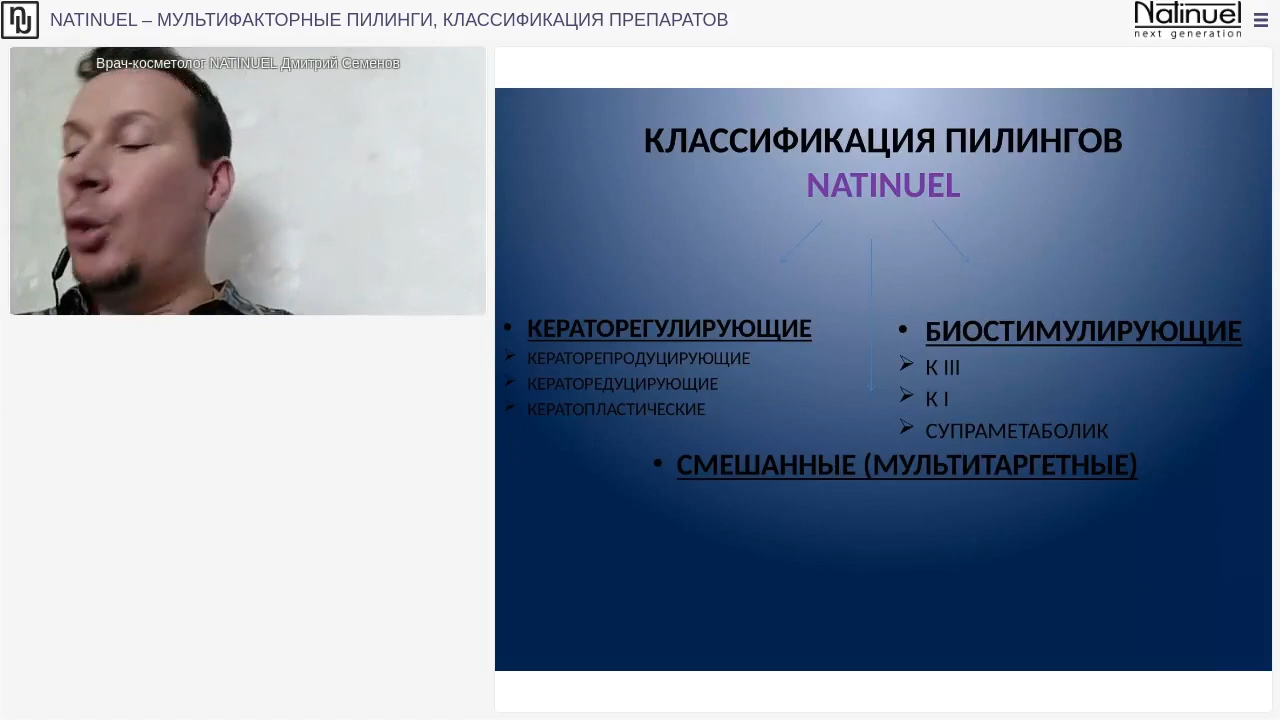 NATINUEL – МУЛЬТИФАКТОРНЫЕ ПИЛИНГИ, КЛАССИФИКАЦИЯ ПРЕПАРАТОВ
Natinuel
next generation
Врач-косметолог NATINUEL Дмитрий Семенов
КЛАССИФИКАЦИЯ ПИЛИНГОВ
NATINUEL
• КЕРАТОРЕГУЛИРУЮЩИЕ
КЕРАТОРЕПРОДУЦИРУЮЩИЕ
КЕРАТОРЕДУЦИРУЮЩИЕ
КЕРАТОПЛАСТИЧЕСКИЕ
• БИОСТИМУЛИРУЮЩИЕ
К III
К I
СУПРАМЕТАБОЛИК
• СМЕШАННЫЕ (МУЛЬТИТАРГЕТНЫЕ)